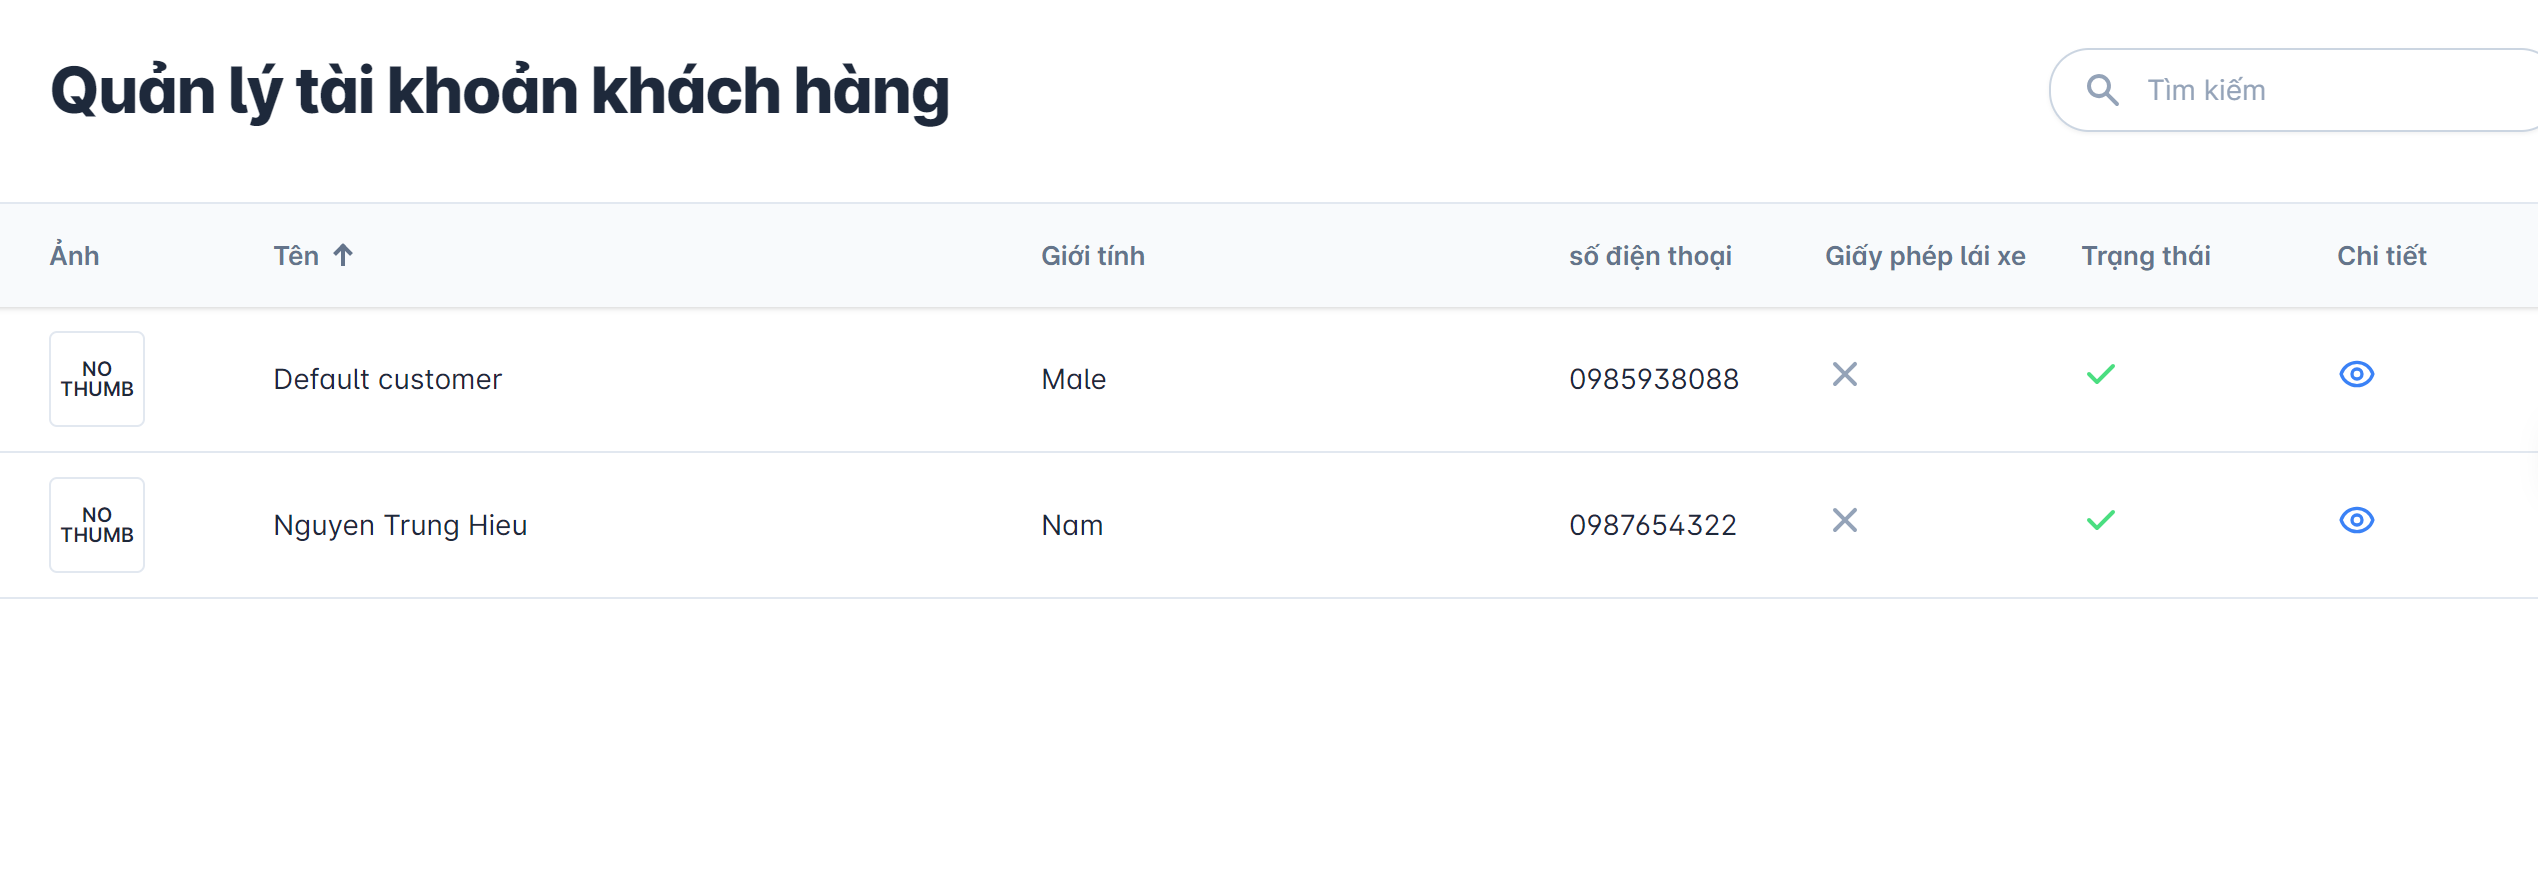 Quản lý tài khoản khách hàng
Tìm kiếm
Ảnh Tên Giới tính số điện thoại Giấy phép lái xe Trạng thái Chi tiết
NO
THUMB
Default customer Male 0985938088
NO
THUMB
Nguyen Trung Hieu Nam 0987654322